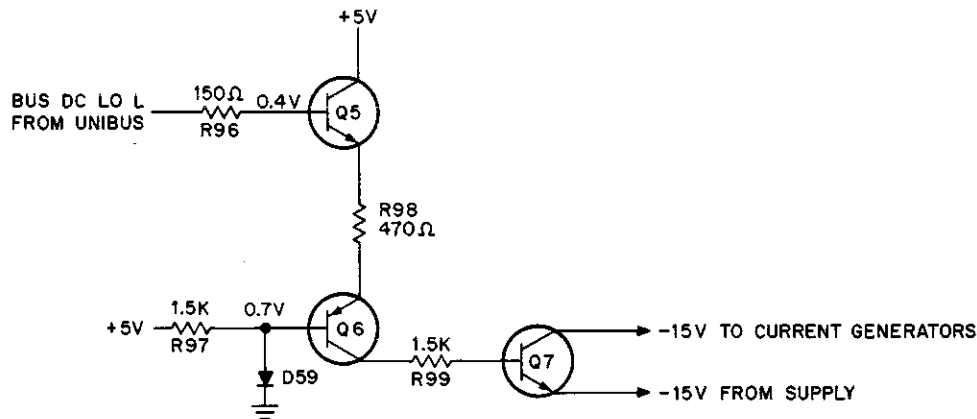 +5V
BUS DC LO L
FROM UNIBUS
150Ω
R96
0.4V
Q5
R98
470Ω
+5V
1.5K
R97
0.7V
Q6
D59
1.5K
R99
Q7
-15V TO CURRENT GENERATORS
-15V FROM SUPPLY